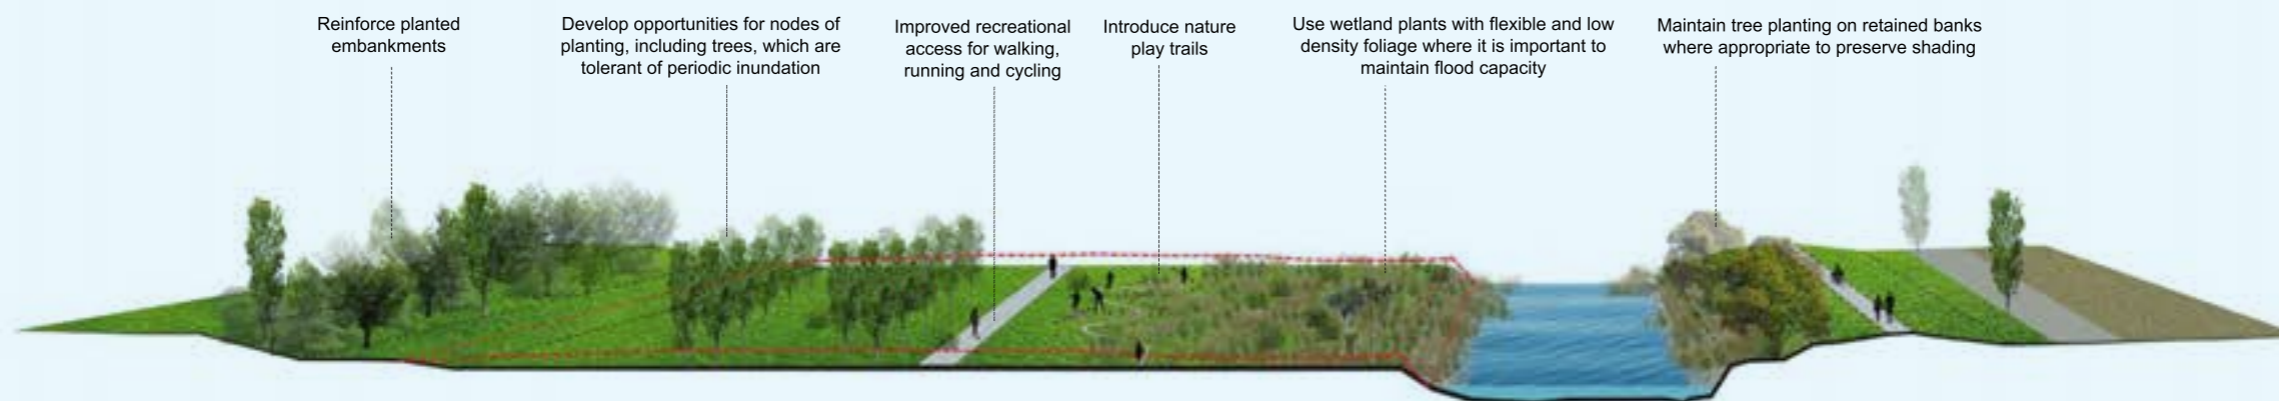 Reinforce planted
embankments
Develop opportunities for nodes of
planting, including trees, which are
tolerant of periodic inundation
Improved recreational
access for walking,
running and cycling
Introduce nature
play trails
Use wetland plants with flexible and low
density foliage where it is important to
maintain flood capacity
Maintain tree planting on retained banks
where appropriate to preserve shading